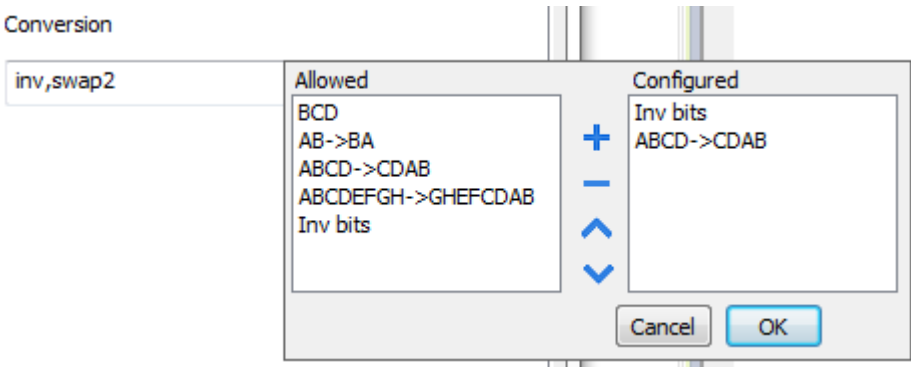 Conversion
inv,swap2
Allowed
BCD
AB->BA
ABCD->CDAB
ABCDEFGH->GHEFCDAB
Inv bits
Configured
Inv bits
ABCD->CDAB
Cancel
OK